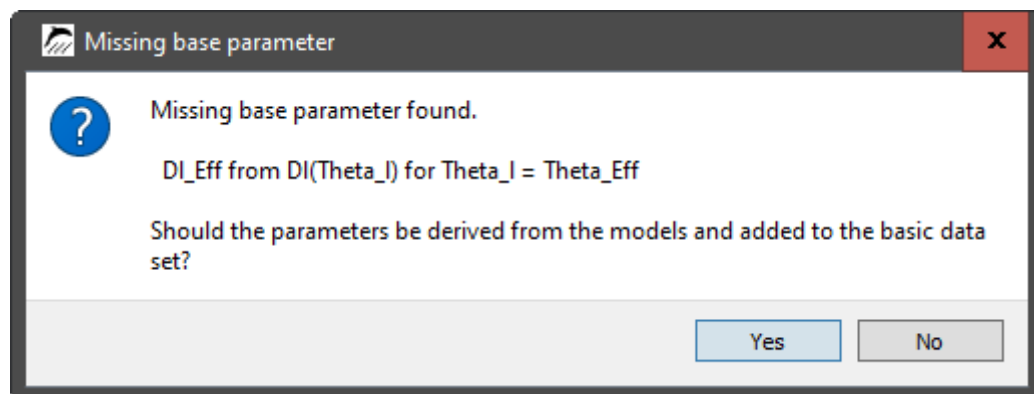 Missing base parameter
x
Missing base parameter found.
DI_Eff from DI(Theta_I) for Theta_I = Theta_Eff
Should the parameters be derived from the models and added to the basic data
set?
Yes
No